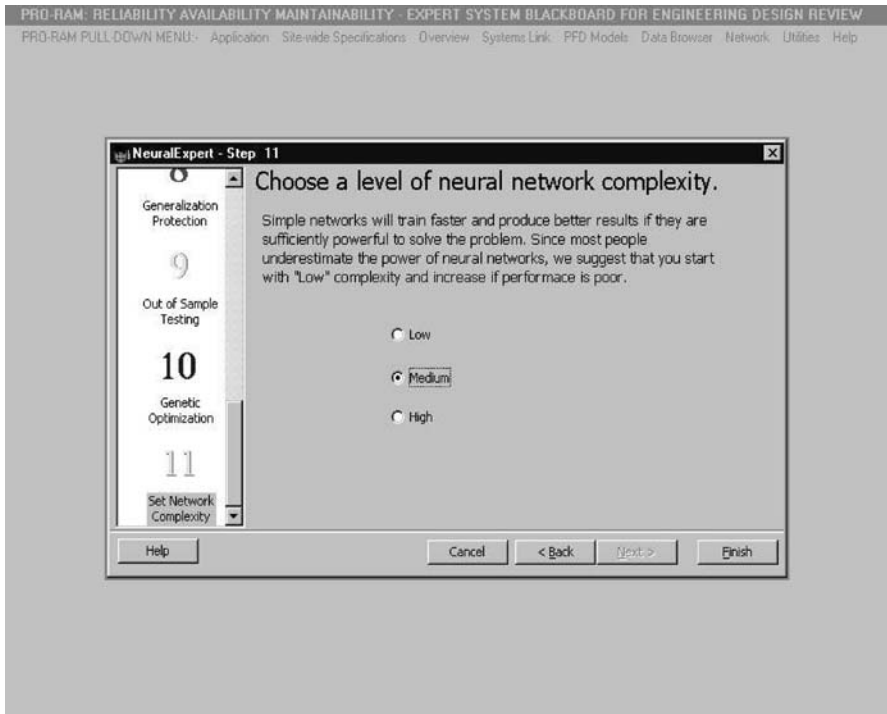 PRO-RAM: RELIABILITY AVAILABILITY MAINTAINABILITY - EXPERT SYSTEM BLACKBOARD FOR ENGINEERING DESIGN REVIEW
PRO-RAM PULL-DOWN MENU:- Application Site-wide Specifications Overview Systems Link PFD Models Data Browser Network Utilities Help
NeuralExpert - Step 11
8
Generalization
Protection
9
Out of Sample
Testing
10
Genetic
Optimization
11
Set Network
Complexity
Choose a level of neural network complexity.
Simple networks will train faster and produce better results if they are
sufficiently powerful to solve the problem. Since most people
underestimate the power of neural networks, we suggest that you start
with "Low" complexity and increase if performace is poor.
Low
Medium
High
Help
Cancel
< Back
Next >
Finish